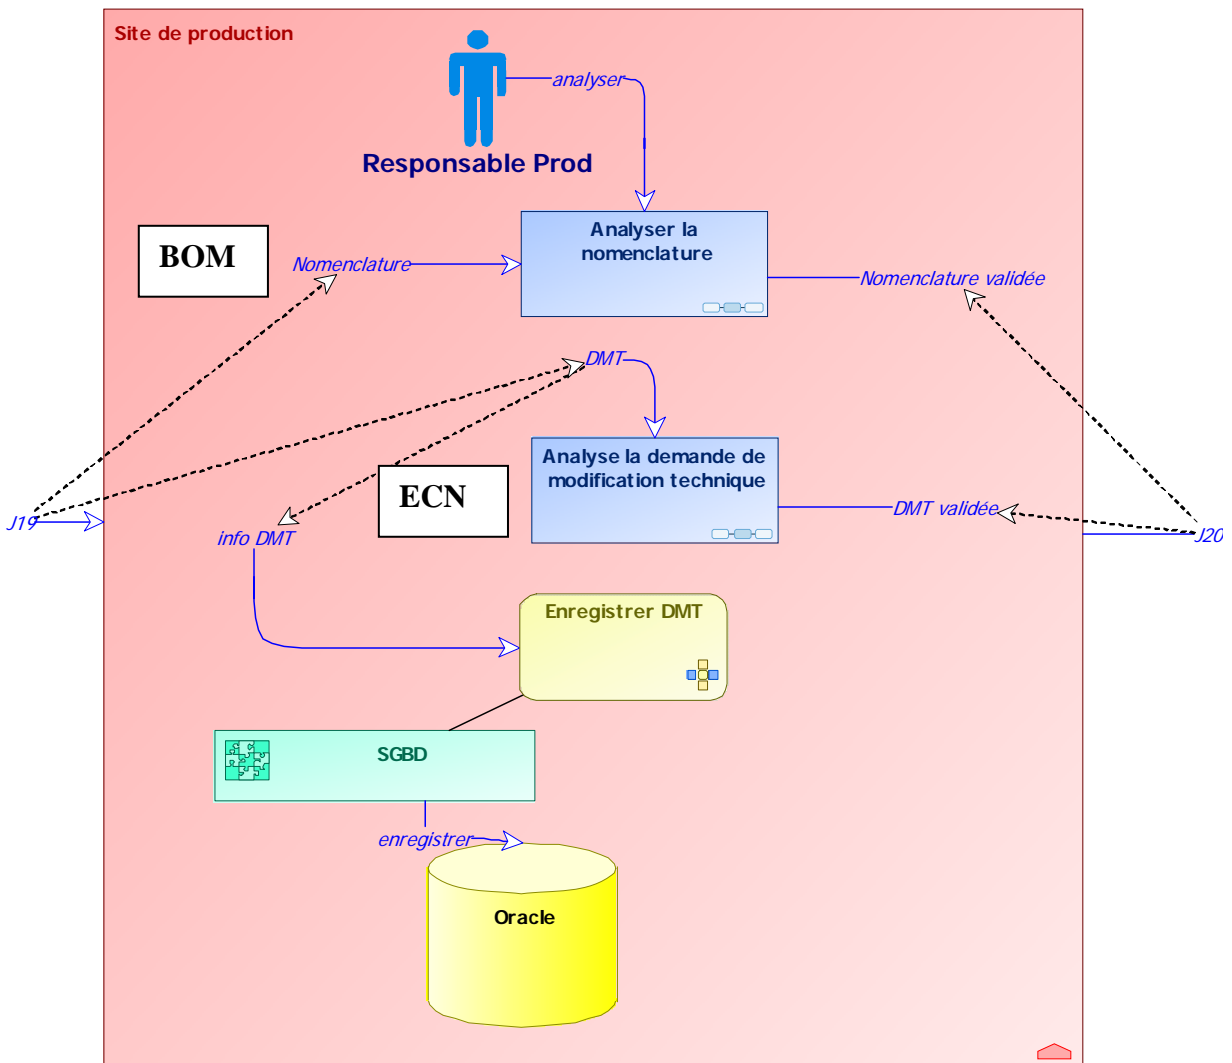 Site de production
analyser
Responsable Prod
Analyser la
nomenclature
BOM
Nomenclature
Nomenclature validée
DMT
Analyse la demande de
modification technique
ECN
DMT validée
J19
info DMT
J20
Enregistrer DMT
SGBD
enregistrer
Oracle